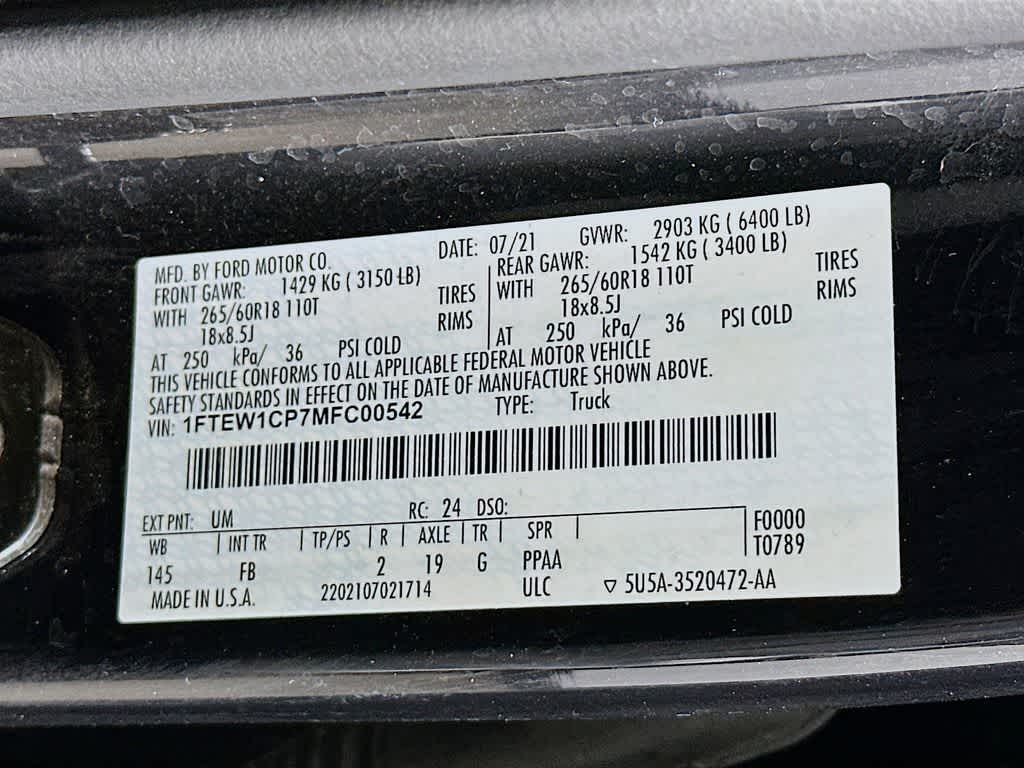 MFD. BY FORD MOTOR CO. DATE: 07/21 GVWR: 2903 KG ( 6400 LB)
FRONT GAWR: 1429 KG ( 3150 LB) REAR GAWR: 1542 KG ( 3400 LB)
WITH 265/60R18 110T TIRES WITH 265/60R18 110T TIRES
18x8.5J RIMS 18x8.5J RIMS
AT 250 kPa/ 36 PSI COLD AT 250 kPa/ 36 PSI COLD
THIS VEHICLE CONFORMS TO ALL APPLICABLE FEDERAL MOTOR VEHICLE
SAFETY STANDARDS IN EFFECT ON THE DATE OF MANUFACTURE SHOWN ABOVE.
VIN: 1FTEW1CP7MFC00542 TYPE: Truck
EXT PNT: UM RC: 24 DSO:
WB INT TR TP/PS R AXLE TR SPR F0000
145 FB 2 19 G PPAA T0789
MADE IN U.S.A. 2202107021714 ULC ▽ 5U5A-3520472-AA